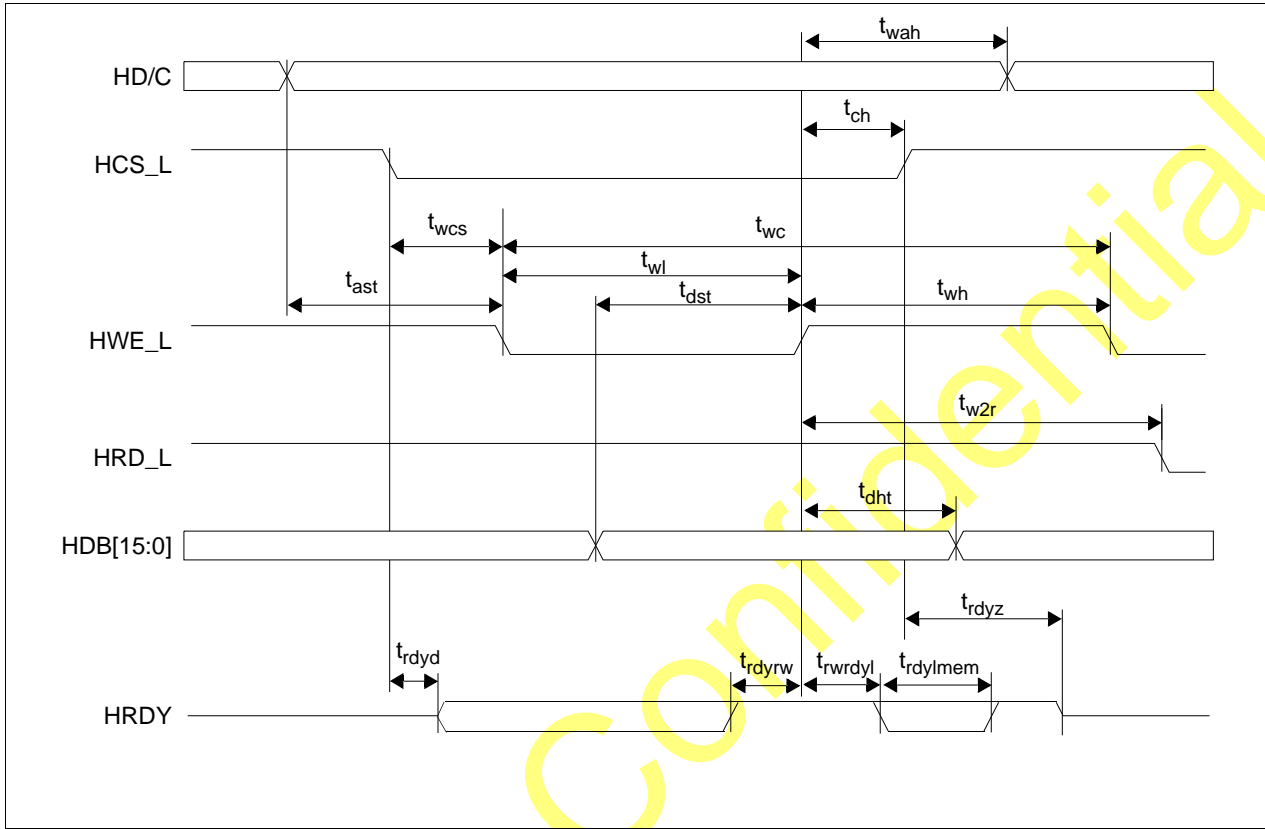 twah
HD/C
tch
HCS_L
twcs
twc
twl
tast
tdst
twh
HWE_L
tw2r
HRD_L
tdht
HDB[15:0]
trdyz
trdyd
trdyrw
trwrdyl
trdylmem
HRDY
Confidential